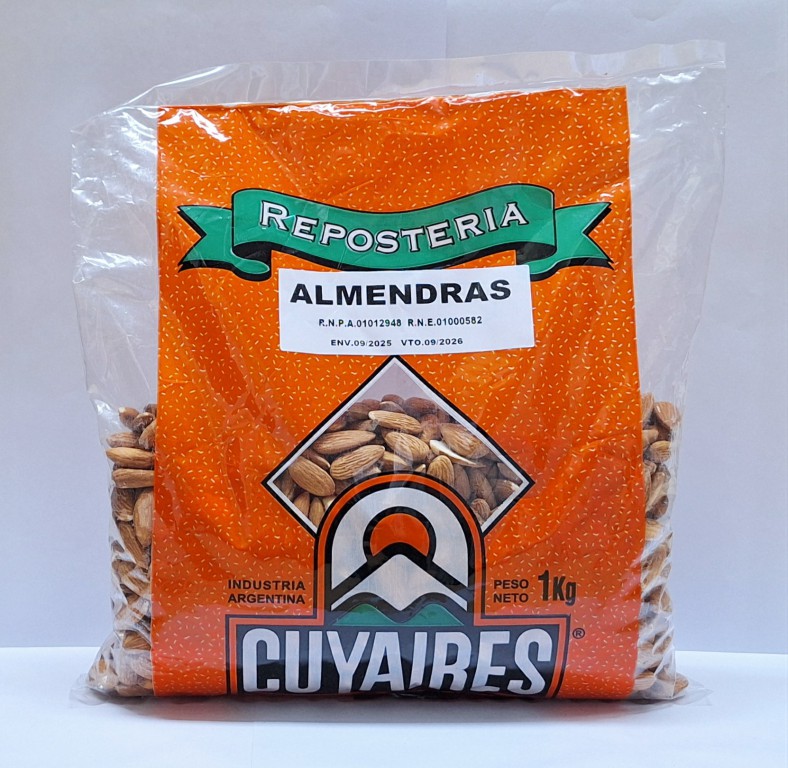 REPOSTERIA
ALMENDRAS
R.N.P.A.01012948 R.N.E.01000582
ENV.09/2025 VTO.09/2026
INDUSTRIA
ARGENTINA
PESO
NETO 1Kg
CUYAIRES®